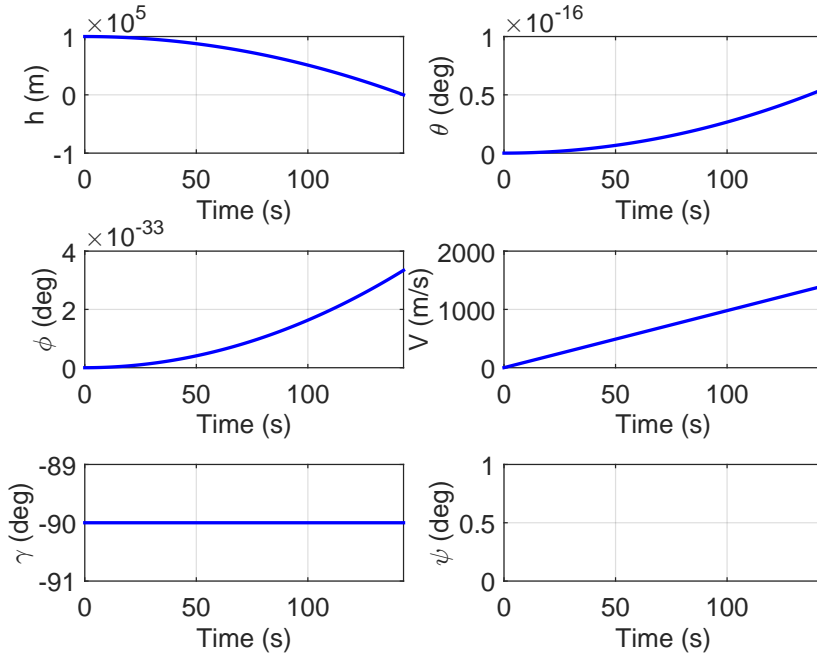 ×10^5
1
0
-1
h (m)
0 50 100
Time (s)
×10^-16
1
0.5
0
θ (deg)
0 50 100
Time (s)
×10^-33
4
2
0
ϕ (deg)
0 50 100
Time (s)
2000
1000
0
V (m/s)
0 50 100
Time (s)
-89
-90
-91
γ (deg)
0 50 100
Time (s)
1
0.5
0
ψ (deg)
0 50 100
Time (s)